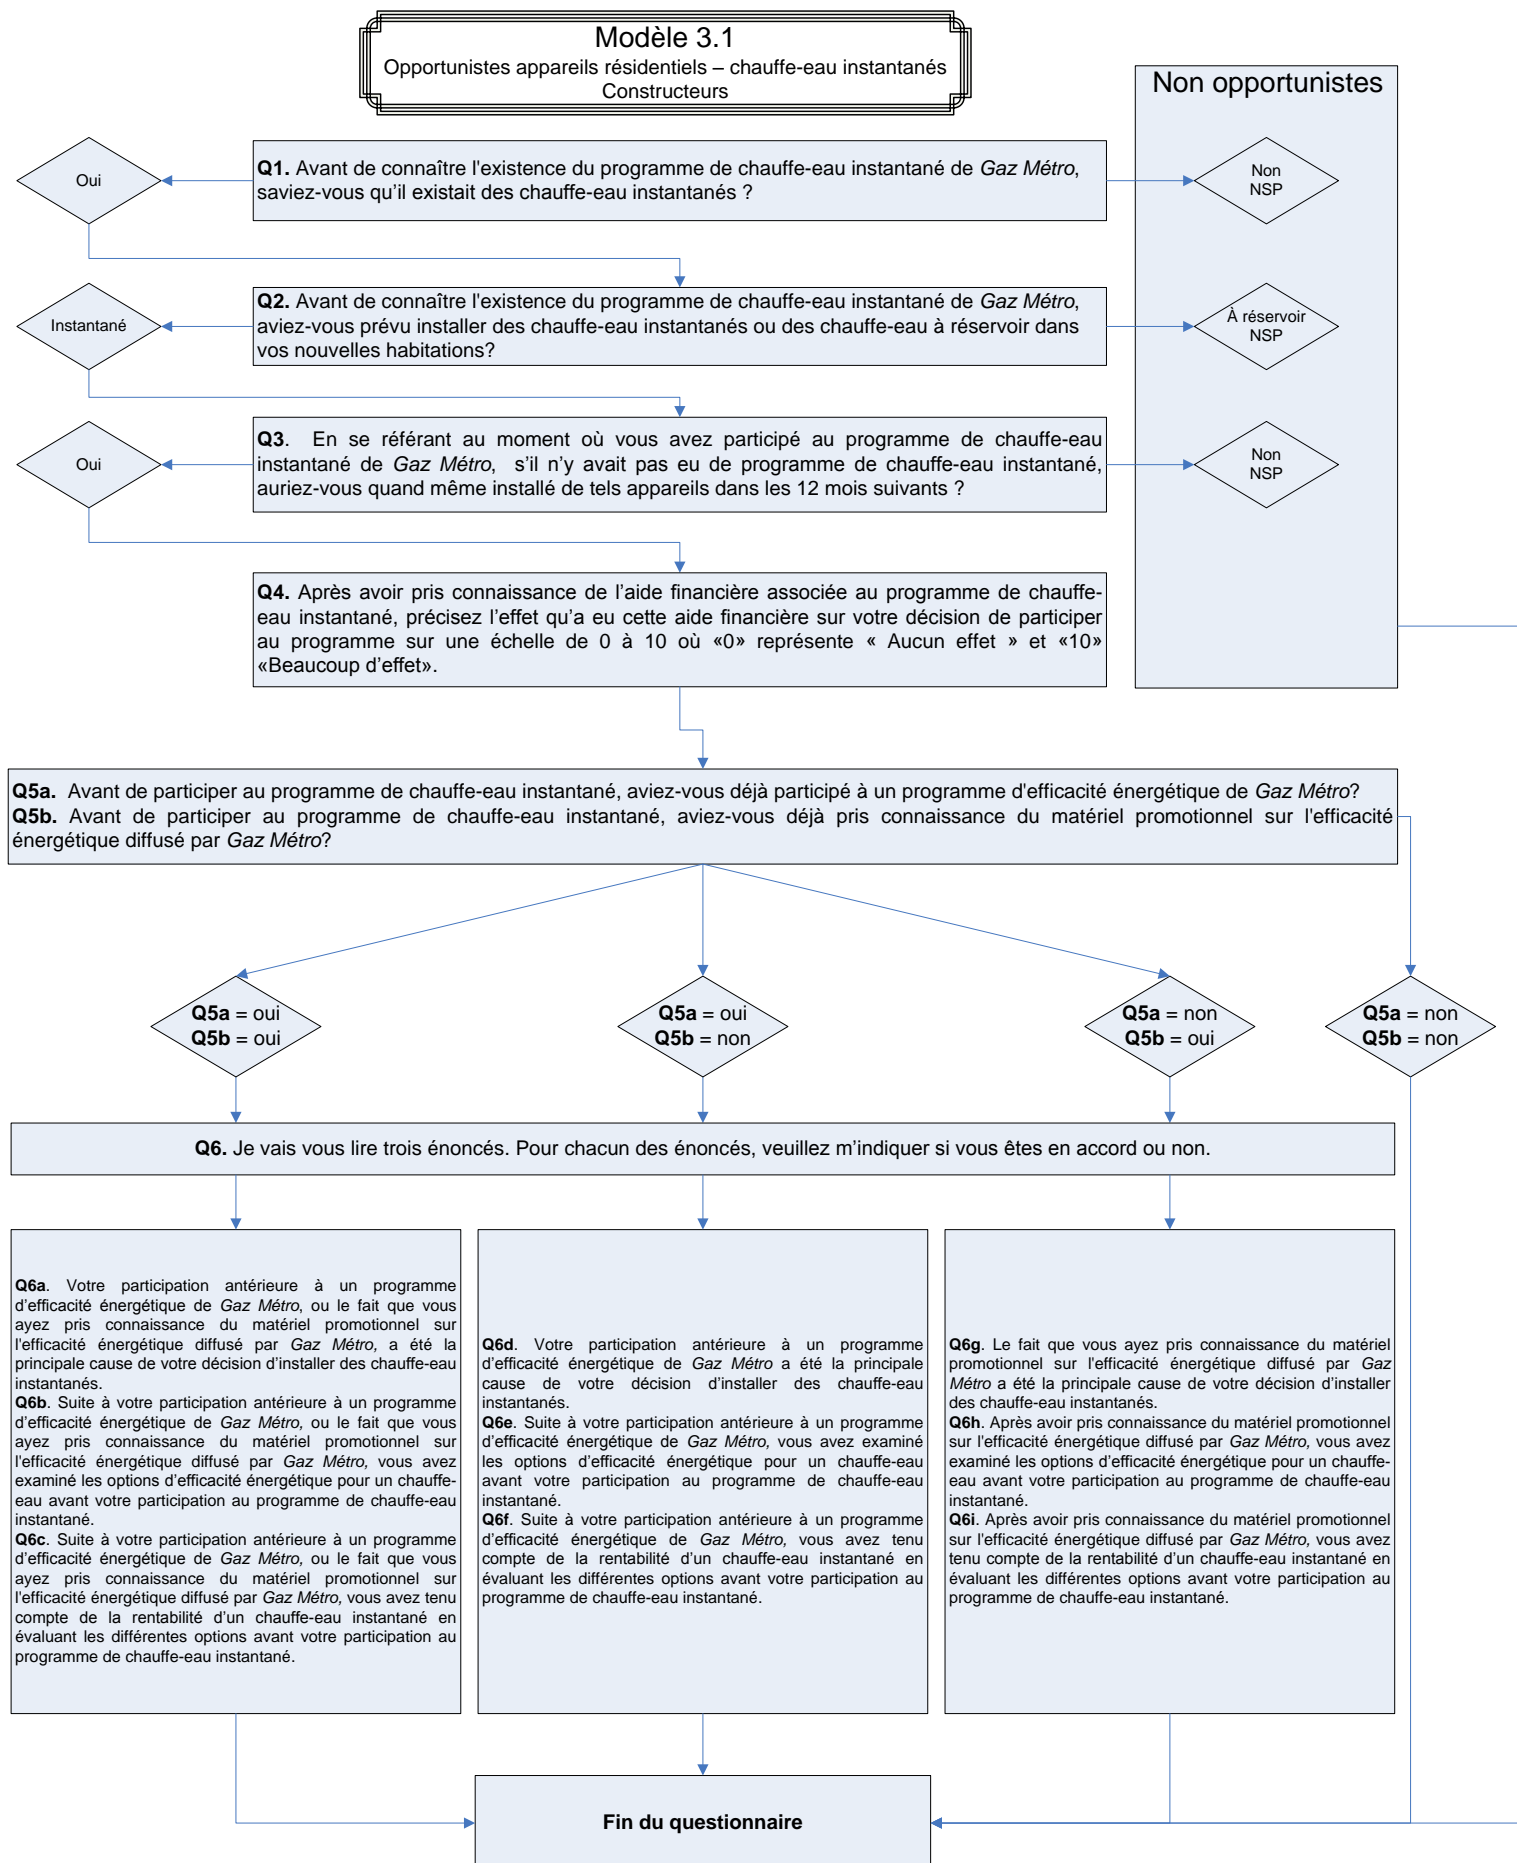 Modèle 3.1
Opportunistes appareils résidentiels – chauffe-eau instantanés
Constructeurs
Non opportunistes
Oui
Q1. Avant de connaître l'existence du programme de chauffe-eau instantané de Gaz Métro,
saviez-vous qu’il existait des chauffe-eau instantanés ?
Non
NSP
Instantané
Q2. Avant de connaître l'existence du programme de chauffe-eau instantané de Gaz Métro,
aviez-vous prévu installer des chauffe-eau instantanés ou des chauffe-eau à réservoir dans
vos nouvelles habitations?
À réservoir
NSP
Oui
Q3. En se référant au moment où vous avez participé au programme de chauffe-eau
instantané de Gaz Métro, s’il n’y avait pas eu de programme de chauffe-eau instantané,
auriez-vous quand même installé de tels appareils dans les 12 mois suivants ?
Non
NSP
Q4. Après avoir pris connaissance de l’aide financière associée au programme de chauffe-
eau instantané, précisez l’effet qu’a eu cette aide financière sur votre décision de participer
au programme sur une échelle de 0 à 10 où «0» représente « Aucun effet » et «10»
«Beaucoup d’effet».
Q5a. Avant de participer au programme de chauffe-eau instantané, aviez-vous déjà participé à un programme d'efficacité énergétique de Gaz Métro?
Q5b. Avant de participer au programme de chauffe-eau instantané, aviez-vous déjà pris connaissance du matériel promotionnel sur l'efficacité
énergétique diffusé par Gaz Métro?
Q5a = oui
Q5b = oui
Q5a = oui
Q5b = non
Q5a = non
Q5b = oui
Q5a = non
Q5b = non
Q6. Je vais vous lire trois énoncés. Pour chacun des énoncés, veuillez m’indiquer si vous êtes en accord ou non.
Q6a. Votre participation antérieure à un programme
d’efficacité énergétique de Gaz Métro, ou le fait que vous
ayez pris connaissance du matériel promotionnel sur
l'efficacité énergétique diffusé par Gaz Métro, a été la
principale cause de votre décision d’installer des chauffe-eau
instantanés.
Q6b. Suite à votre participation antérieure à un programme
d’efficacité énergétique de Gaz Métro, ou le fait que vous
ayez pris connaissance du matériel promotionnel sur
l'efficacité énergétique diffusé par Gaz Métro, vous avez
examiné les options d’efficacité énergétique pour un chauffe-
eau avant votre participation au programme de chauffe-eau
instantané.
Q6c. Suite à votre participation antérieure à un programme
d’efficacité énergétique de Gaz Métro, ou le fait que vous
ayez pris connaissance du matériel promotionnel sur
l'efficacité énergétique diffusé par Gaz Métro, vous avez tenu
compte de la rentabilité d’un chauffe-eau instantané en
évaluant les différentes options avant votre participation au
programme de chauffe-eau instantané.
Q6d. Votre participation antérieure à un programme
d’efficacité énergétique de Gaz Métro a été la principale
cause de votre décision d’installer des chauffe-eau
instantanés.
Q6e. Suite à votre participation antérieure à un programme
d’efficacité énergétique de Gaz Métro, vous avez examiné
les options d’efficacité énergétique pour un chauffe-eau
avant votre participation au programme de chauffe-eau
instantané.
Q6f. Suite à votre participation antérieure à un programme
d’efficacité énergétique de Gaz Métro, vous avez tenu
compte de la rentabilité d’un chauffe-eau instantané en
évaluant les différentes options avant votre participation au
programme de chauffe-eau instantané.
Q6g. Le fait que vous ayez pris connaissance du matériel
promotionnel sur l'efficacité énergétique diffusé par Gaz
Métro a été la principale cause de votre décision d’installer
des chauffe-eau instantanés.
Q6h. Après avoir pris connaissance du matériel promotionnel
sur l'efficacité énergétique diffusé par Gaz Métro, vous avez
examiné les options d’efficacité énergétique pour un chauffe-
eau avant votre participation au programme de chauffe-eau
instantané.
Q6i. Après avoir pris connaissance du matériel promotionnel
sur l'efficacité énergétique diffusé par Gaz Métro, vous avez
tenu compte de la rentabilité d’un chauffe-eau instantané en
évaluant les différentes options avant votre participation au
programme de chauffe-eau instantané.
Fin du questionnaire